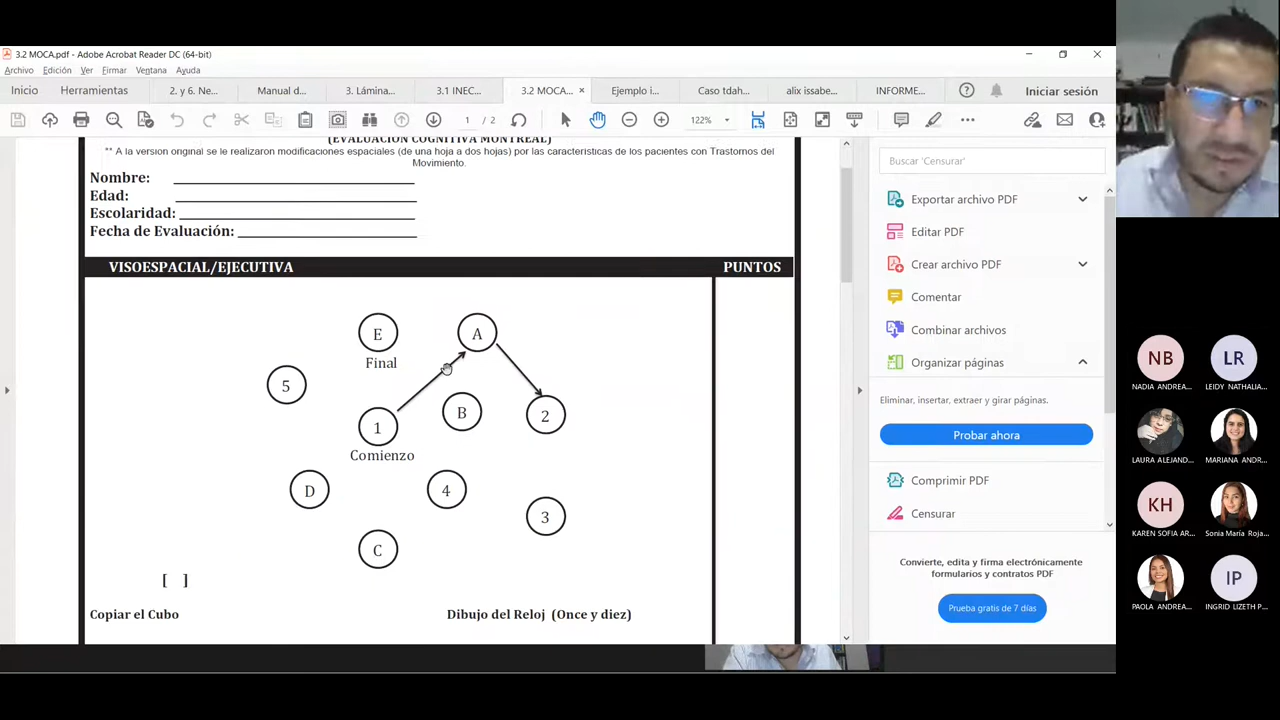 3.2 MOCA.pdf - Adobe Acrobat Reader DC (64-bit)
Archivo Edición Ver Firmar Ventana Ayuda
Inicio Herramientas 2. y 6. Ne... Manual d... 3. Lámina... 3.1 INEC... 3.2 MOCA... × Ejemplo i... Caso tdah... alix issabe... INFORME... Iniciar sesión
1 / 2 122%
(EVALUACIÓN COGNITIVA MONTREAL)
** A la versión original se le realizaron modificaciones espaciales (de una hoja a dos hojas) por las características de los pacientes con Trastornos del
Movimiento.
Nombre:
Edad:
Escolaridad:
Fecha de Evaluación:
VISOESPACIAL/EJECUTIVA PUNTOS
E A
Final
5
B 2
1
Comienzo
D 4
3
C
[ ]
Copiar el Cubo Dibujo del Reloj (Once y diez)
Buscar 'Censurar'
Exportar archivo PDF
Editar PDF
Crear archivo PDF
Comentar
Combinar archivos
Organizar páginas
Eliminar, insertar, extraer y girar páginas.
Probar ahora
Comprimir PDF
Censurar
Convierte, edita y firma electrónicamente
formularios y contratos PDF
Prueba gratis de 7 días
NB LR
NADIA ANDREA... LEIDY NATHALIA...
LAURA ALEJAND... MARIANA ANDR...
KH
KAREN SOFIA AR... Sonia María Roja...
IP
PAOLA ANDREA... INGRID LIZETH P...